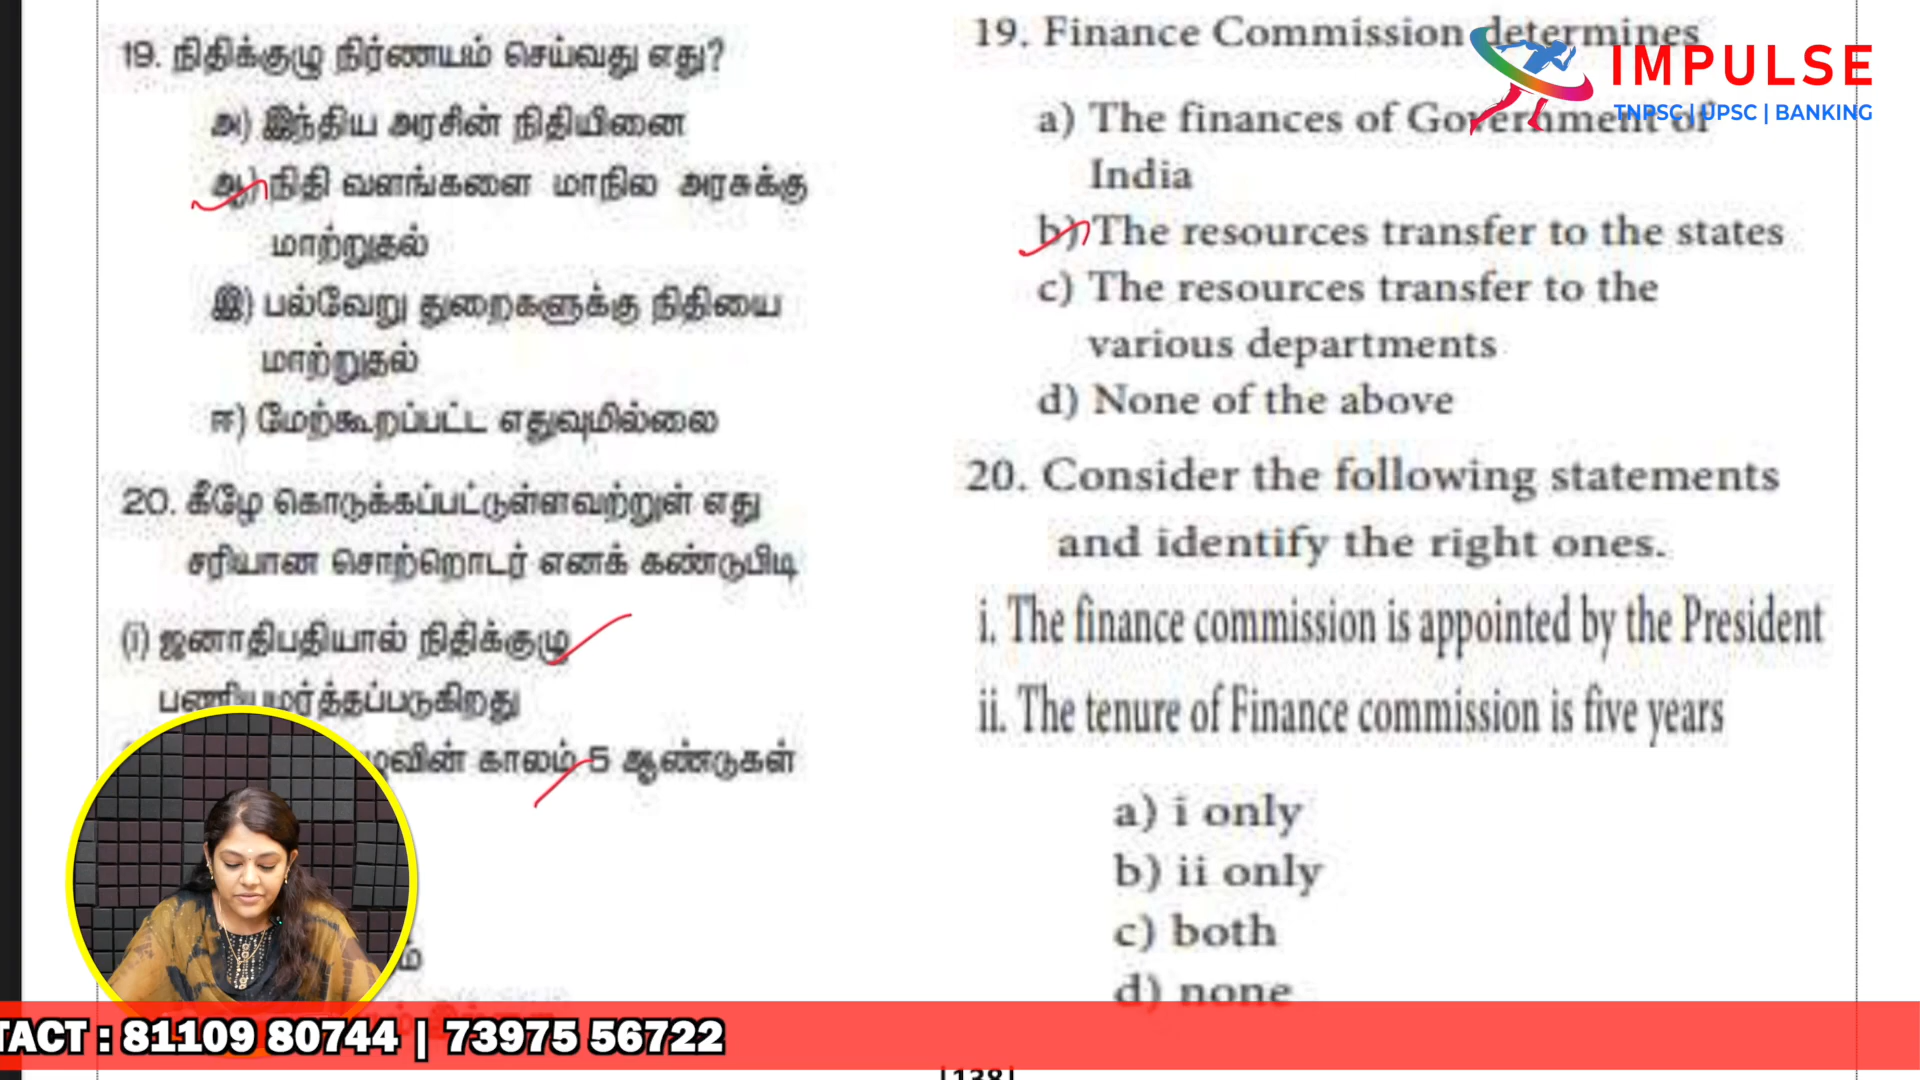 19. நிதிக்குழு நிர்ணயம் செய்வது எது?
அ) இந்திய அரசின் நிதியினை
ஆ) நிதி வளங்களை மாநில அரசுக்கு
மாற்றுதல்
இ) பல்வேறு துறைகளுக்கு நிதியை
மாற்றுதல்
ஈ) மேற்கூறப்பட்ட எதுவுமில்லை
20. கீழே கொடுக்கப்பட்டுள்ளவற்றுள் எது
சரியான சொற்றொடர் எனக் கண்டுபிடி
(i) ஜனாதிபதியால் நிதிக்குழு
பணியமர்த்தப்படுகிறது
காலம் 5 ஆண்டுகள்
19. Finance Commission determines
a) The finances of Government of
India
b) The resources transfer to the states
c) The resources transfer to the
various departments
d) None of the above
20. Consider the following statements
and identify the right ones.
i. The finance commission is appointed by the President
ii. The tenure of Finance commission is five years
a) i only
b) ii only
c) both
d) none
IMPULSE
TNPSC | UPSC | BANKING
TACT : 81109 80744 | 73975 56722
138